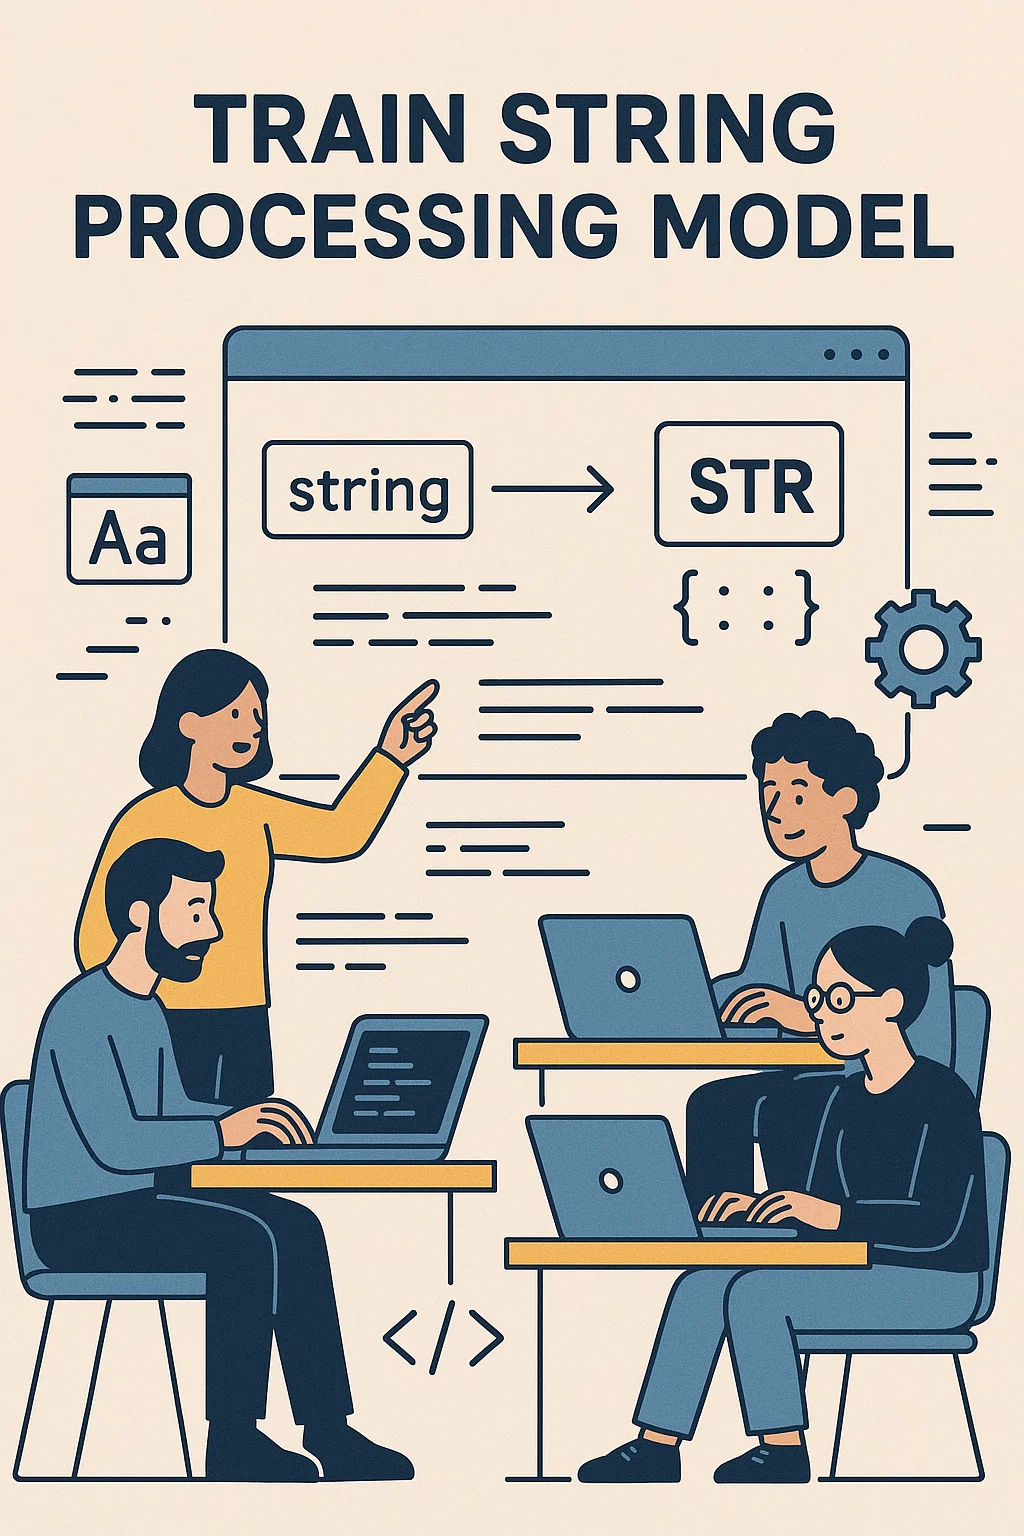 TRAIN STRING
PROCESSING MODEL
string
STR
Aa
{ : : }
</>